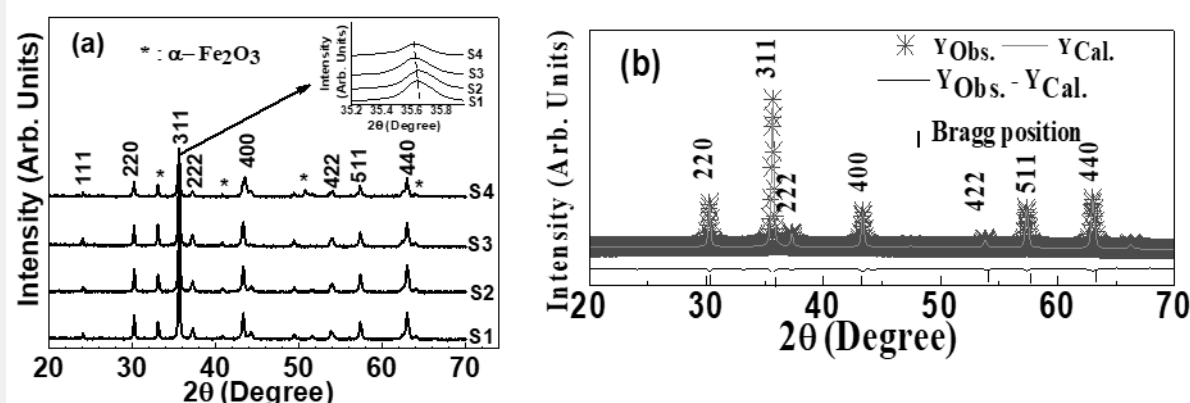 (a)
* : α– Fe2O3
Intensity
(Arb. Units)
S4
S3
S2
S1
35.2 35.4 35.6 35.8
2θ (Degree)
Intensity (Arb. Units)
111
220
*
311
222
*
400
*
422
511
440
*
S4
S3
S2
S1
20 30 40 50 60 70
2θ (Degree)
(b)
YObs. YCal.
YObs. - YCal.
Bragg position
Intensity (Arb. Units)
220
311
222
400
422
511
440
20 30 40 50 60 70
2θ (Degree)